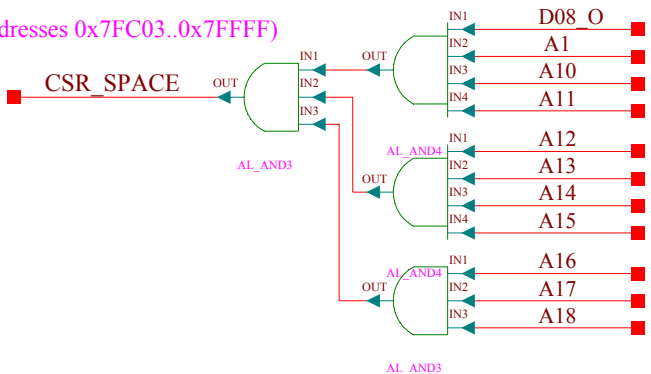 dresses 0x7FC03..0x7FFFF)
IN1 D08_O
IN2 A1
IN1 OUT IN3 A10
CSR_SPACE OUT IN2 IN4 A11
IN3
IN1 A12
AL_AND4
AL_AND3 IN2 A13
OUT IN3 A14
IN4 A15
IN1 A16
AL_AND4
OUT IN2 A17
IN3 A18
AL_AND3